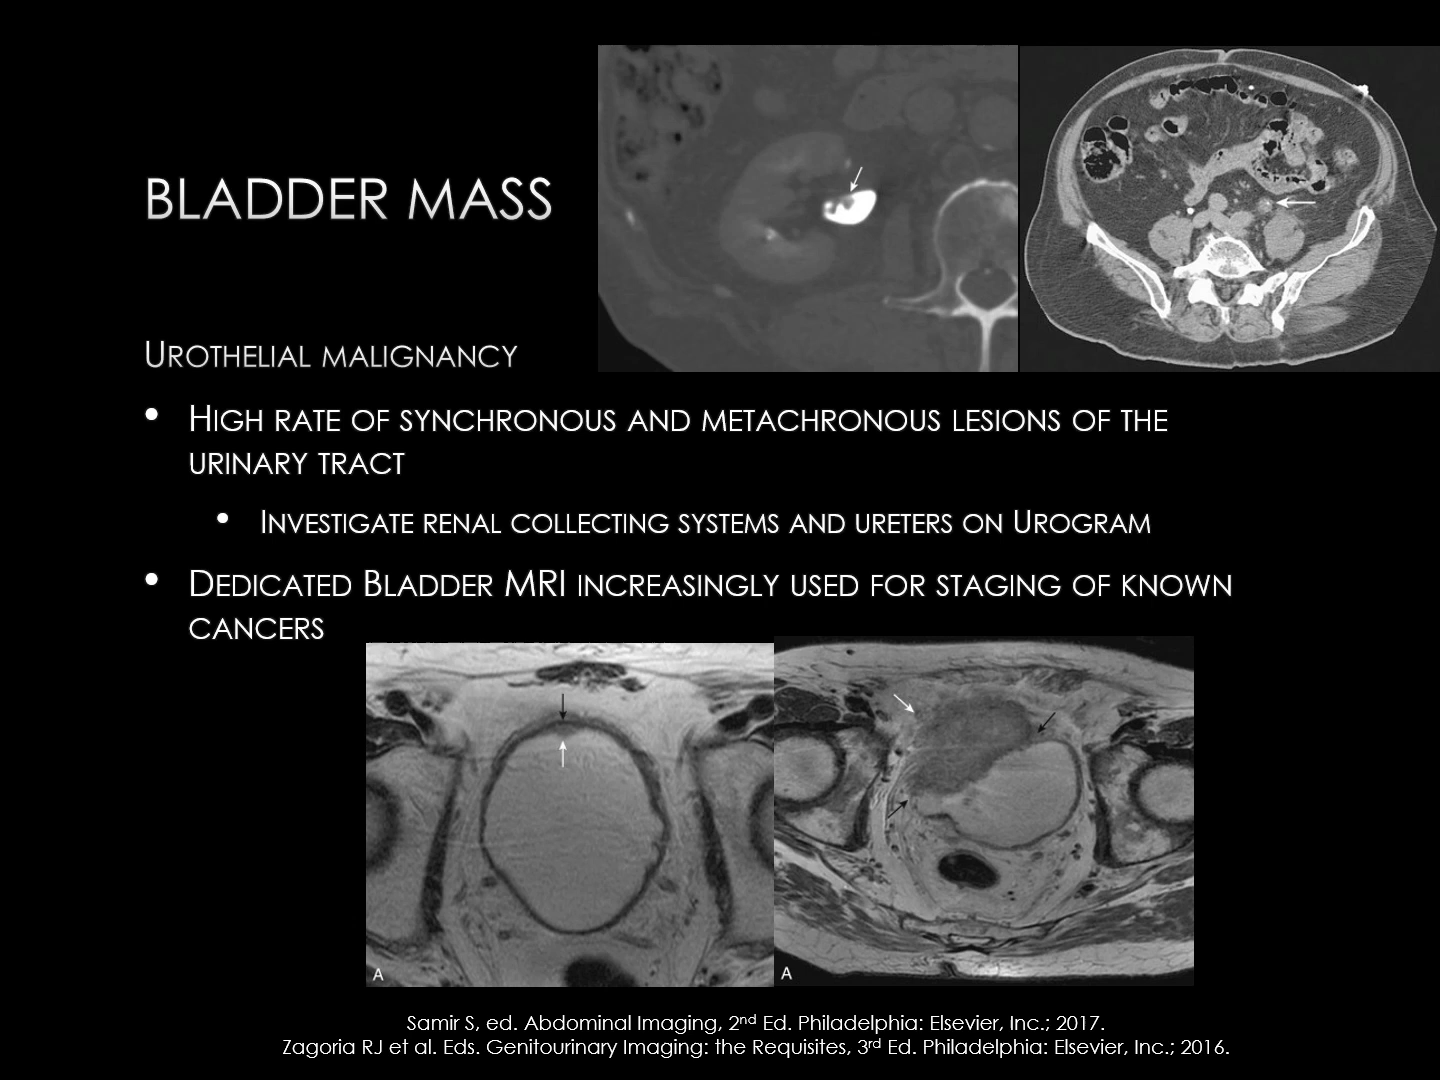 BLADDER MASS
UROTHELIAL MALIGNANCY
• HIGH RATE OF SYNCHRONOUS AND METACHRONOUS LESIONS OF THE
URINARY TRACT
• INVESTIGATE RENAL COLLECTING SYSTEMS AND URETERS ON UROGRAM
• DEDICATED BLADDER MRI INCREASINGLY USED FOR STAGING OF KNOWN
CANCERS
A
A
Samir S, ed. Abdominal Imaging, 2nd Ed. Philadelphia: Elsevier, Inc.; 2017.
Zagoria RJ et al. Eds. Genitourinary Imaging: the Requisites, 3rd Ed. Philadelphia: Elsevier, Inc.; 2016.